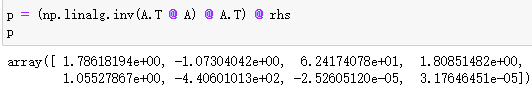 p = (np.linalg.inv(A.T @ A) @ A.T) @ rhs
p
array([ 1.78618194e+00, -1.07304042e+00, 6.24174078e+01, 1.80851482e+00,
1.05527867e+00, -4.40601013e+02, -2.52605120e-05, 3.17646451e-05])